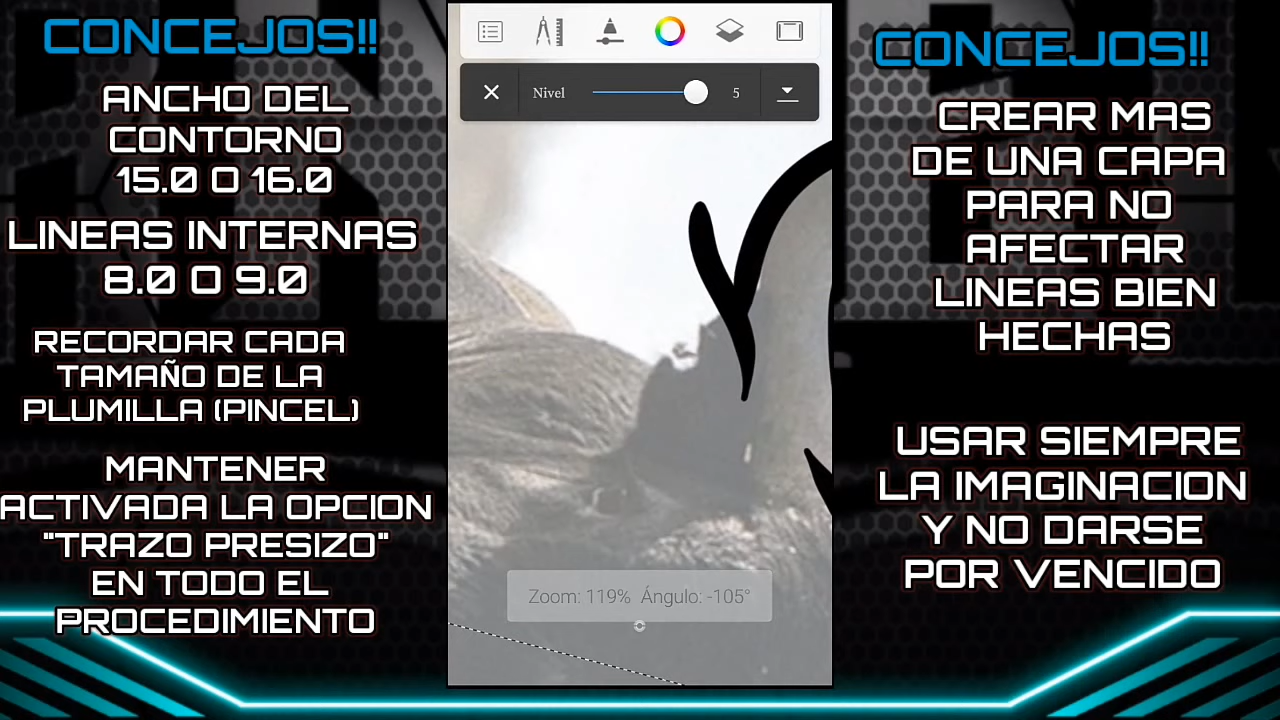 CONCEJOS!!
ANCHO DEL
CONTORNO
15.0 O 16.0
LINEAS INTERNAS
8.0 O 9.0
RECORDAR CADA
TAMAÑO DE LA
PLUMILLA (PINCEL)
MANTENER
ACTIVADA LA OPCION
"TRAZO PRESIZO"
EN TODO EL
PROCEDIMIENTO
Nivel 5
Zoom: 119% Ángulo: -105°
CONCEJOS!!
CREAR MAS
DE UNA CAPA
PARA NO
AFECTAR
LINEAS BIEN
HECHAS
USAR SIEMPRE
LA IMAGINACION
Y NO DARSE
POR VENCIDO